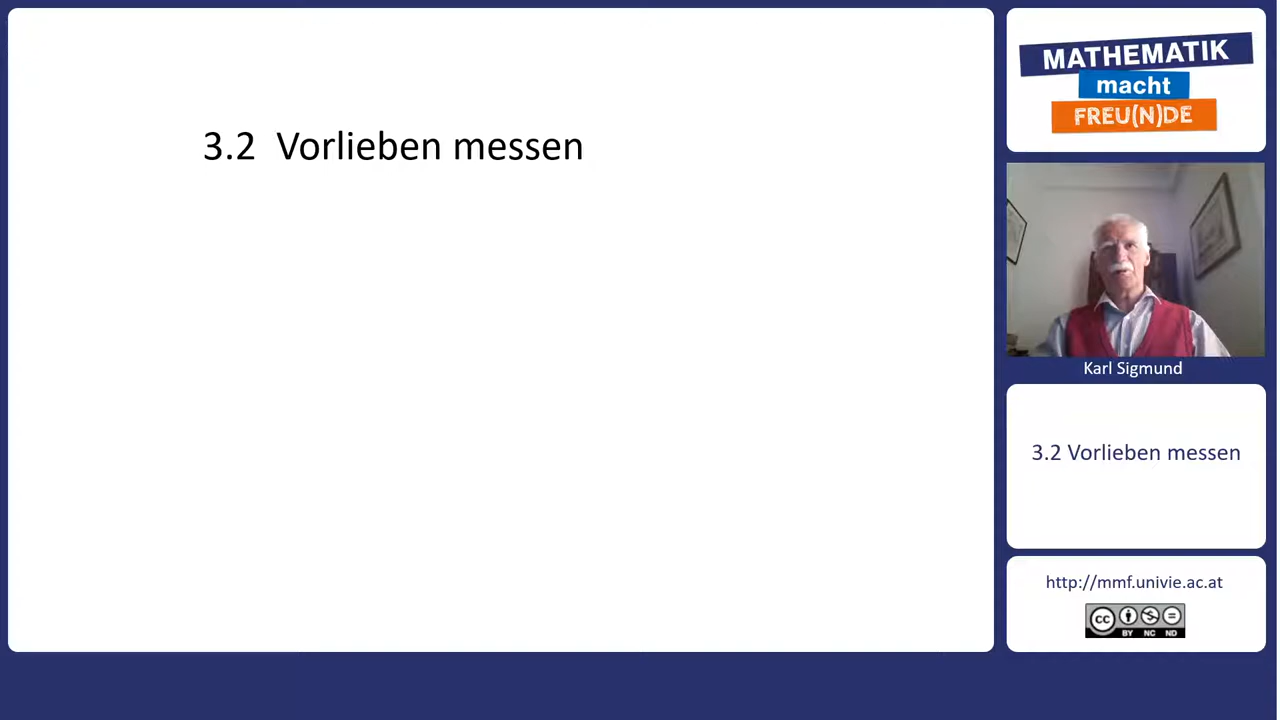 3.2 Vorlieben messen
MATHEMATIK
macht
FREU(N)DE
Karl Sigmund
3.2 Vorlieben messen
http://mmf.univie.ac.at
CC
BY NC ND